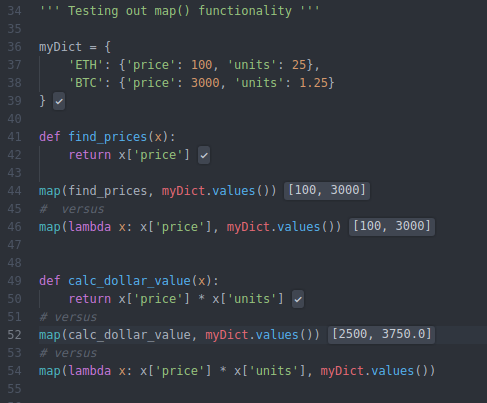 34 ''' Testing out map() functionality '''
35
36 myDict = {
37     'ETH': {'price': 100, 'units': 25},
38     'BTC': {'price': 3000, 'units': 1.25}
39 } ✓
40
41 def find_prices(x):
42     return x['price'] ✓
43
44 map(find_prices, myDict.values()) [100, 3000]
45 #  versus
46 map(lambda x: x['price'], myDict.values()) [100, 3000]
47
48
49 def calc_dollar_value(x):
50     return x['price'] * x['units'] ✓
51 # versus
52 map(calc_dollar_value, myDict.values()) [2500, 3750.0]
53 # versus
54 map(lambda x: x['price'] * x['units'], myDict.values())
55